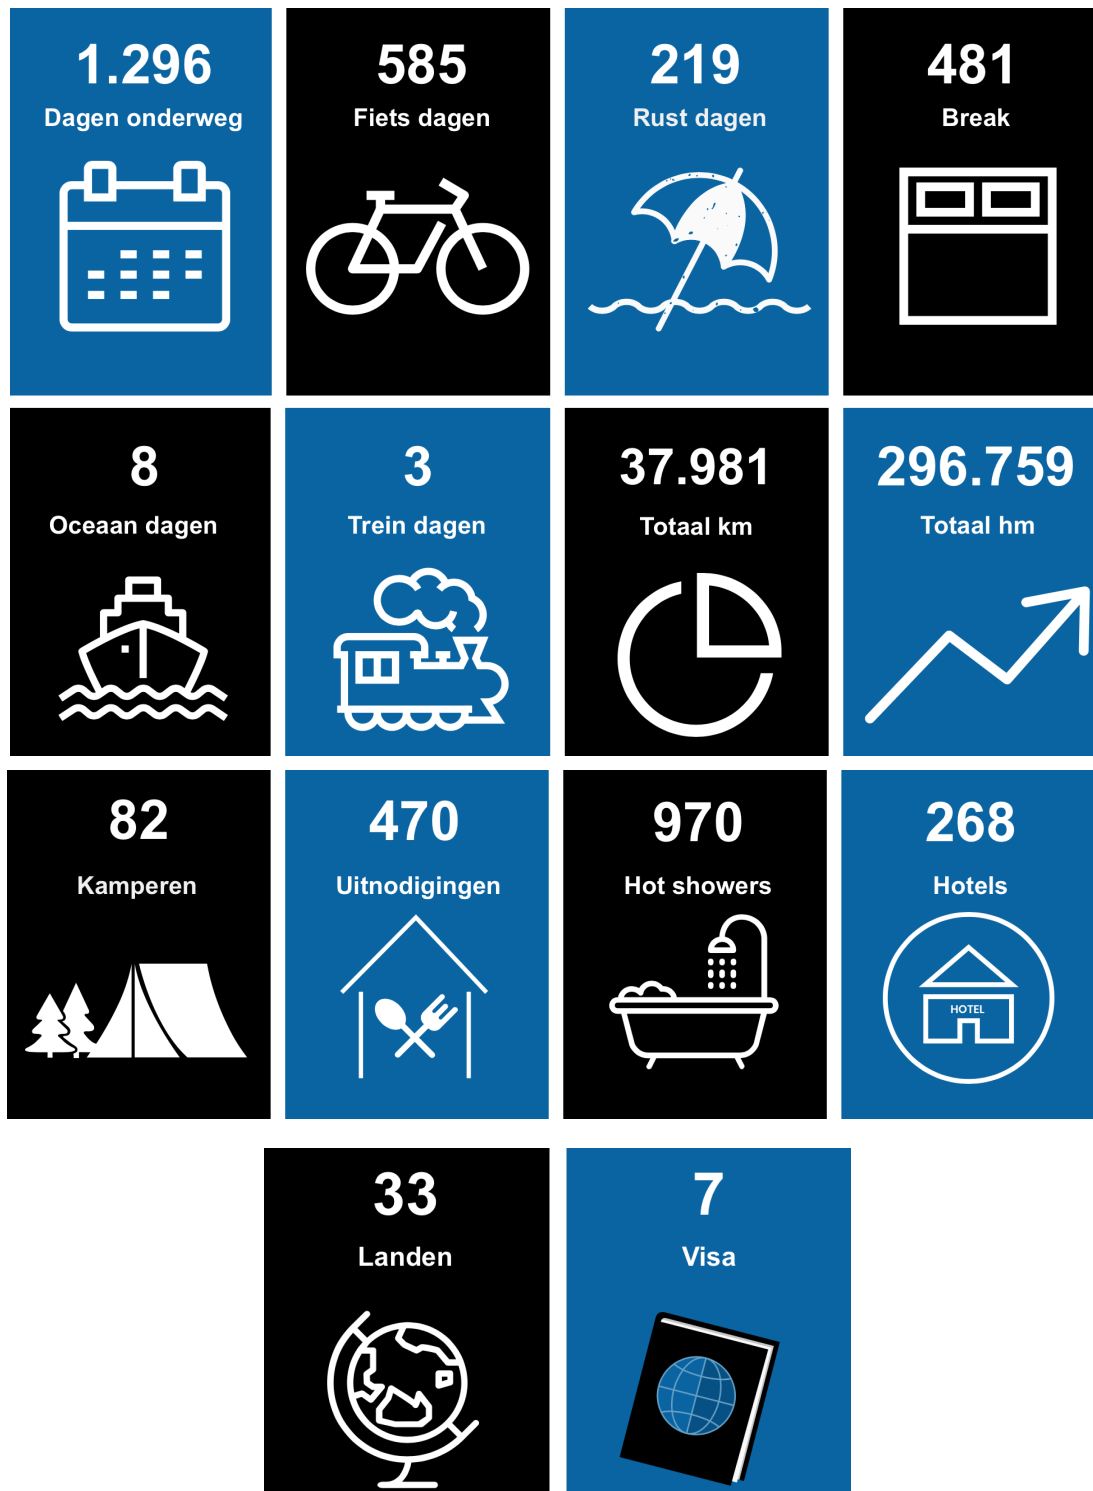 1.296
Dagen onderweg
585
Fiets dagen
219
Rust dagen
481
Break
8
Oceaan dagen
3
Trein dagen
37.981
Totaal km
296.759
Totaal hm
82
Kamperen
470
Uitnodigingen
970
Hot showers
268
Hotels
HOTEL
33
Landen
7
Visa